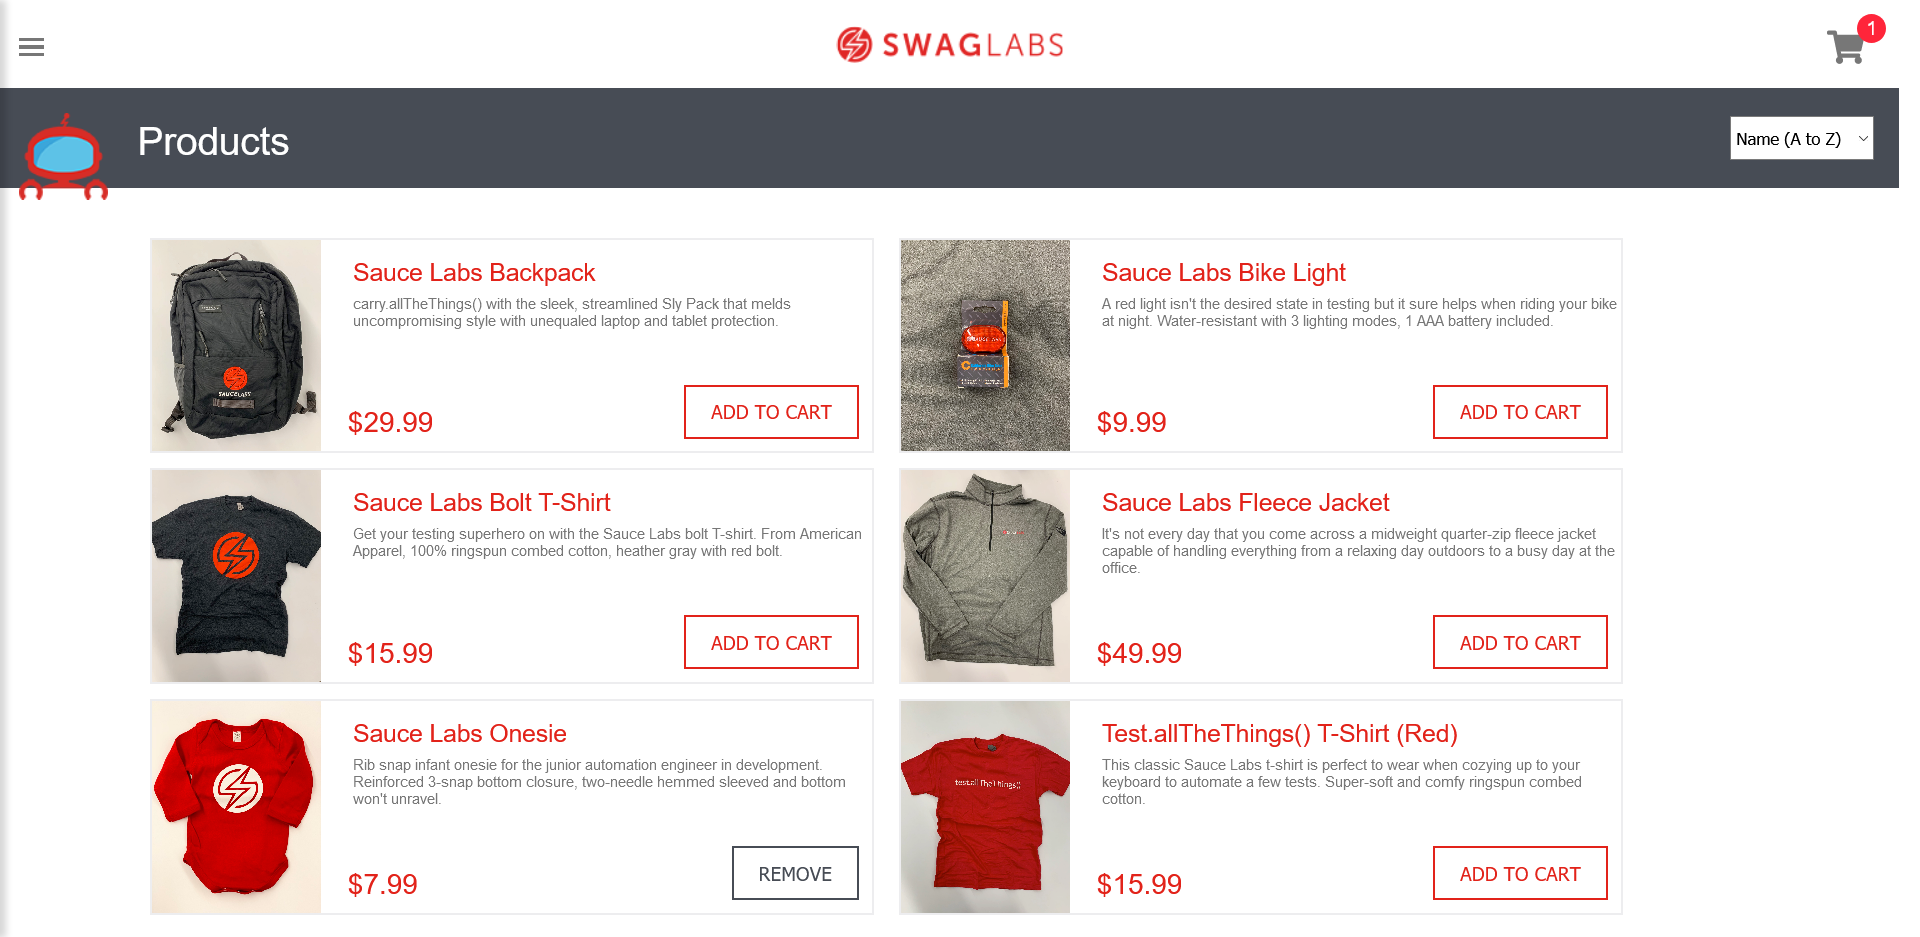 SWAGLABS
1
Products
Name (A to Z)
Sauce Labs Backpack
carry.allTheThings() with the sleek, streamlined Sly Pack that melds
uncompromising style with unequaled laptop and tablet protection.
SAUCELABS
$29.99
ADD TO CART
Sauce Labs Bike Light
A red light isn't the desired state in testing but it sure helps when riding your bike
at night. Water-resistant with 3 lighting modes, 1 AAA battery included.
$9.99
ADD TO CART
Sauce Labs Bolt T-Shirt
Get your testing superhero on with the Sauce Labs bolt T-shirt. From American
Apparel, 100% ringspun combed cotton, heather gray with red bolt.
$15.99
ADD TO CART
Sauce Labs Fleece Jacket
It's not every day that you come across a midweight quarter-zip fleece jacket
capable of handling everything from a relaxing day outdoors to a busy day at the
office.
$49.99
ADD TO CART
Sauce Labs Onesie
Rib snap infant onesie for the junior automation engineer in development.
Reinforced 3-snap bottom closure, two-needle hemmed sleeved and bottom
won't unravel.
$7.99
REMOVE
test.allTheThings()
Test.allTheThings() T-Shirt (Red)
This classic Sauce Labs t-shirt is perfect to wear when cozying up to your
keyboard to automate a few tests. Super-soft and comfy ringspun combed
cotton.
$15.99
ADD TO CART